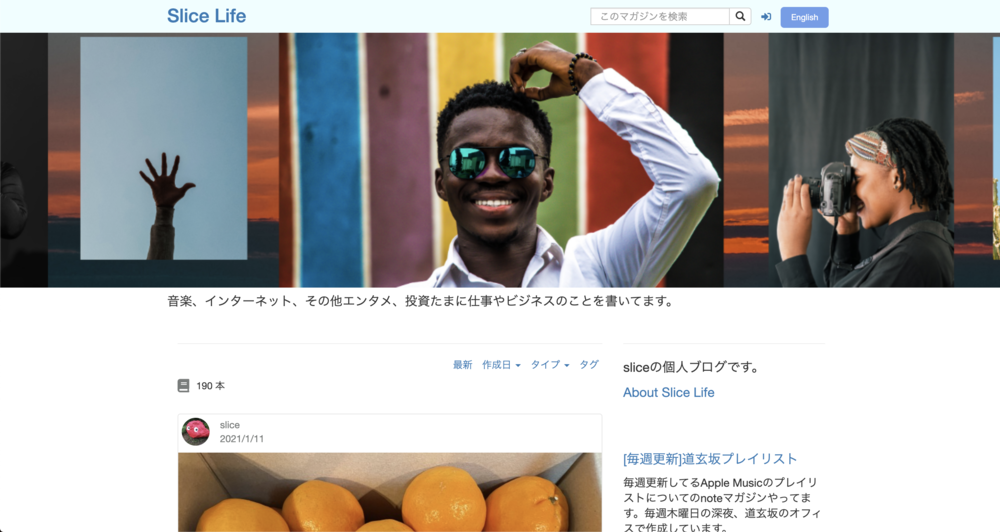 Slice Life
このマガジンを検索
English
音楽、インターネット、その他エンタメ、投資たまに仕事やビジネスのことを書いてます。
最新 作成日 タイプ タグ
190 本
slice
2021/1/11
sliceの個人ブログです。
About Slice Life
[毎週更新]道玄坂プレイリスト
毎週更新してるApple Musicのプレイリ
ストについてのnoteマガジンやってま
す。毎週木曜日の深夜、道玄坂のオフィ
スで作成しています。